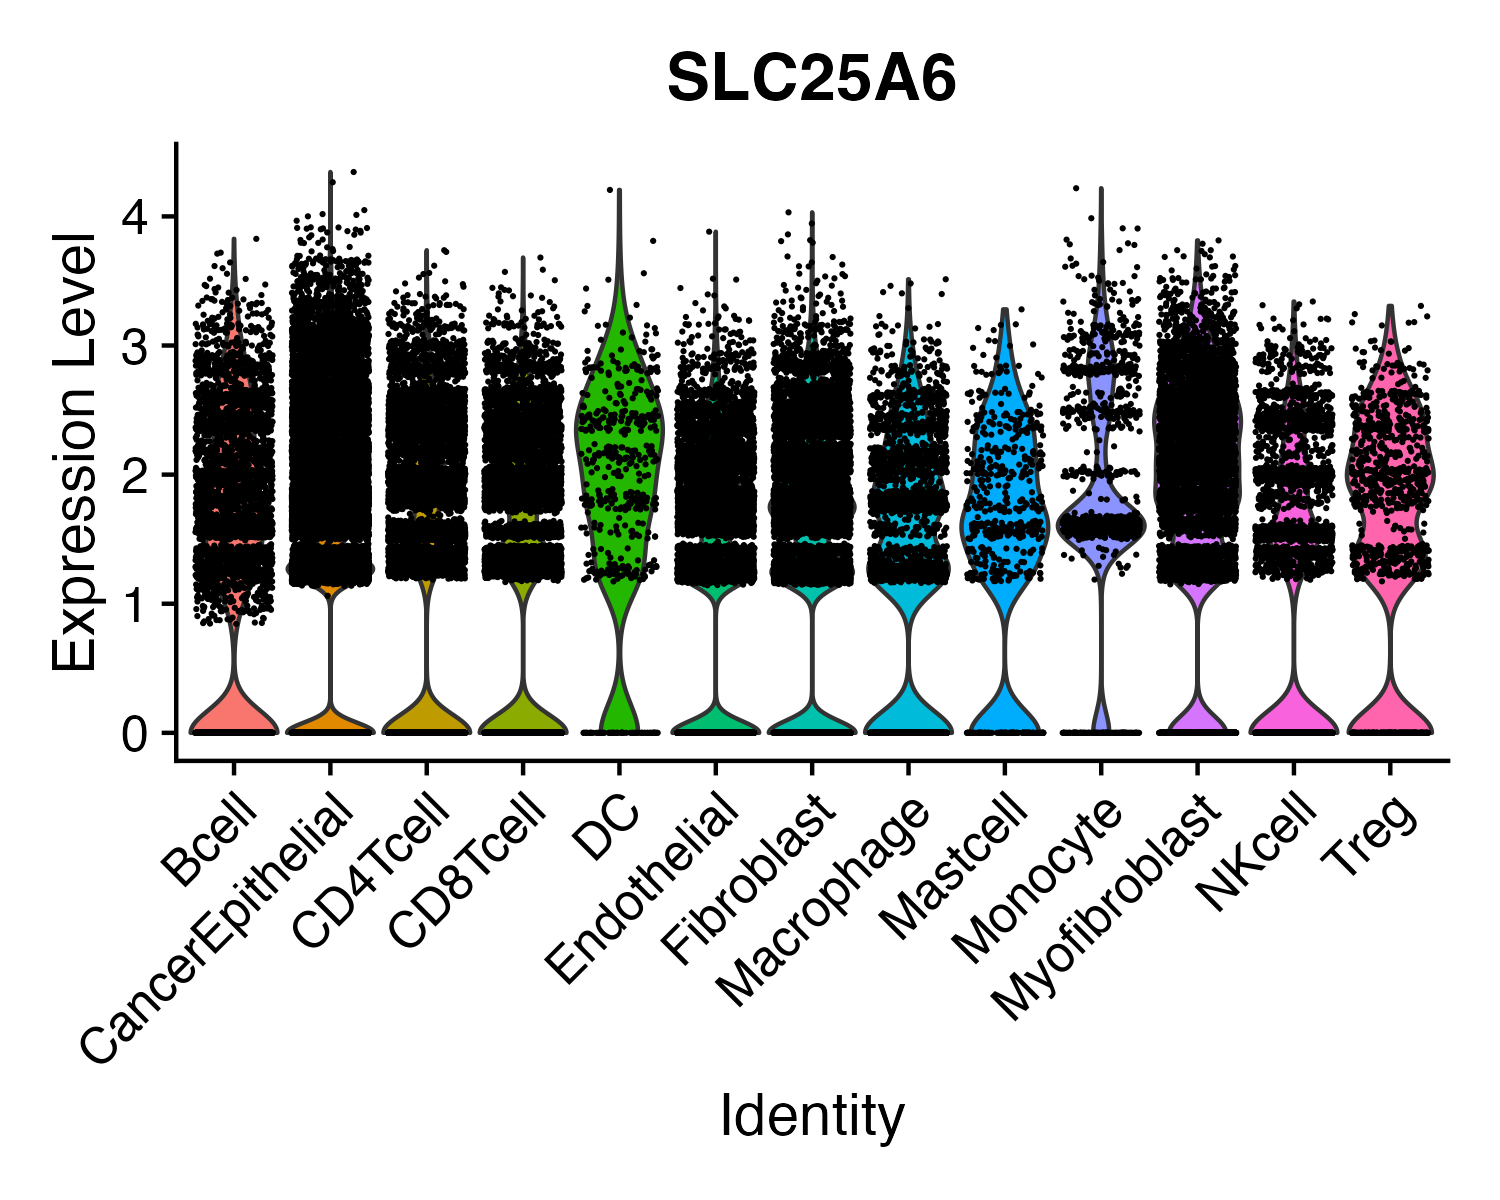 SLC25A6
Expression Level
4
3
2
1
0
Bcell
CancerEpithelial
CD4Tcell
CD8Tcell
DC
Endothelial
Fibroblast
Macrophage
Mastcell
Monocyte
Myofibroblast
NKcell
Treg
Identity